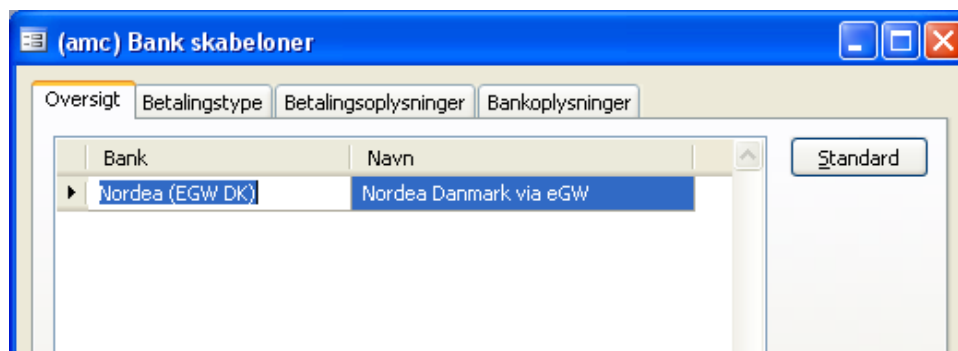 (amc) Bank skabeloner
Oversigt Betalingstype Betalingsoplysninger Bankoplysninger
Bank Navn Standard
Nordea (EGW DK) Nordea Danmark via eGW